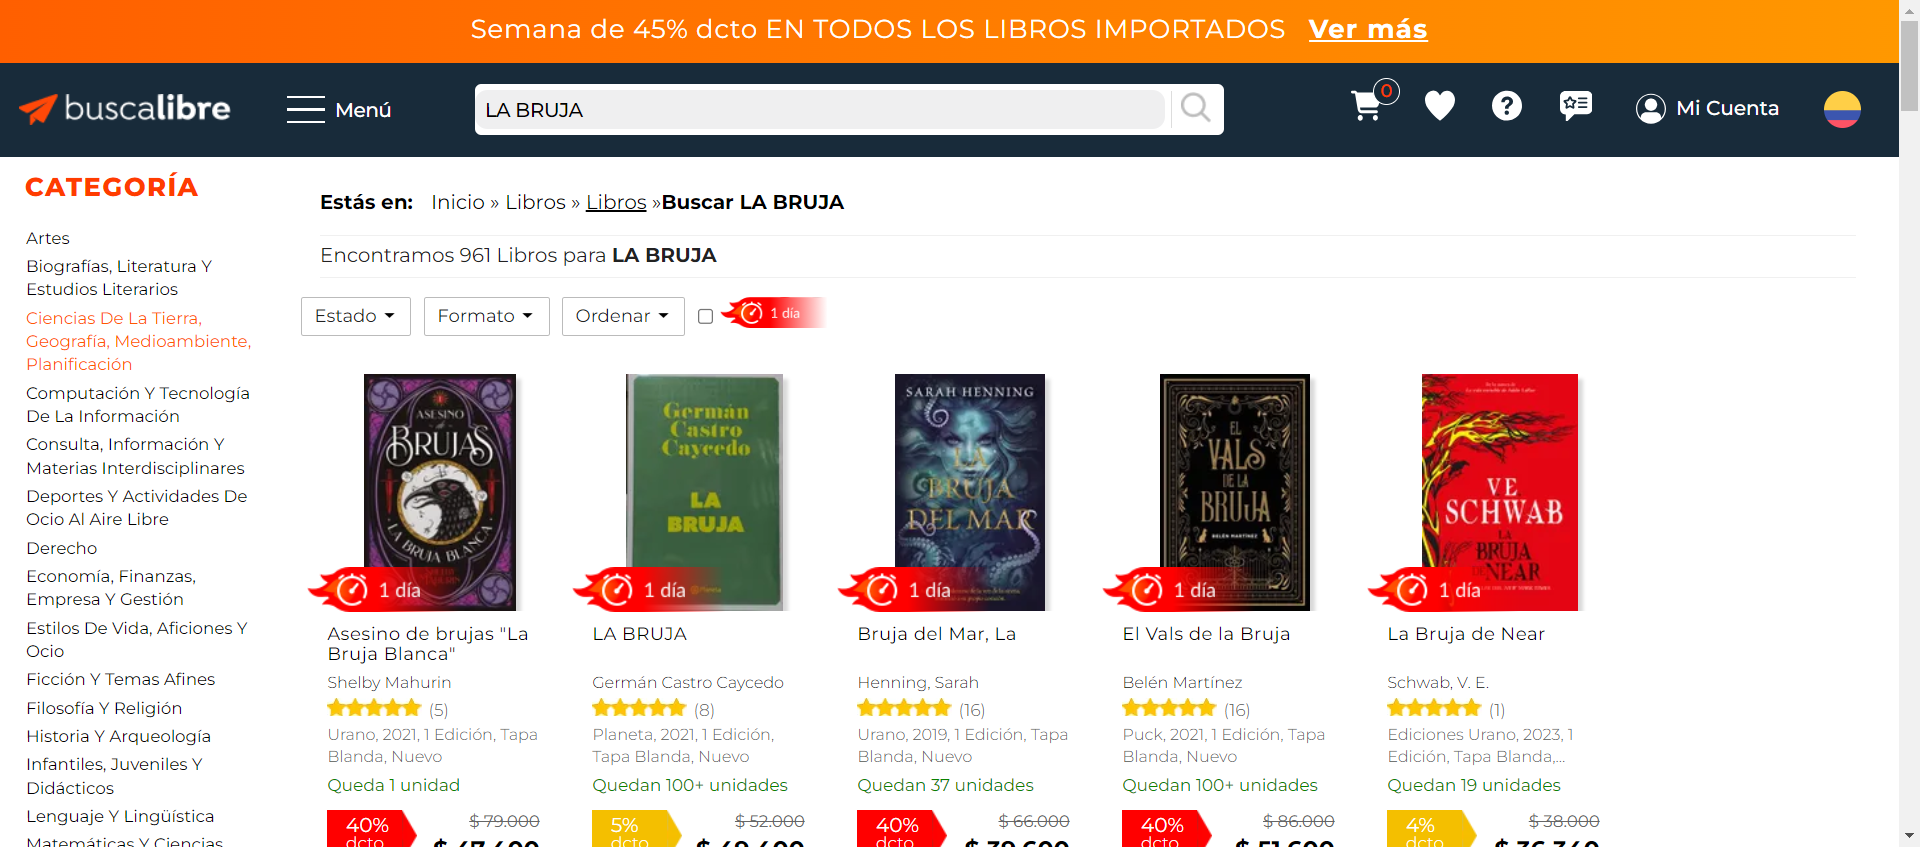 Semana de 45% dcto EN TODOS LOS LIBROS IMPORTADOS Ver más
buscalibre
Menú
LA BRUJA
0
Mi Cuenta
CATEGORÍA
Artes
Biografías, Literatura Y
Estudios Literarios
Ciencias De La Tierra,
Geografía, Medioambiente,
Planificación
Computación Y Tecnología
De La Información
Consulta, Información Y
Materias Interdisciplinares
Deportes Y Actividades De
Ocio Al Aire Libre
Derecho
Economía, Finanzas,
Empresa Y Gestión
Estilos De Vida, Aficiones Y
Ocio
Ficción Y Temas Afines
Filosofía Y Religión
Historia Y Arqueología
Infantiles, Juveniles Y
Didácticos
Lenguaje Y Lingüística
Matemáticas Y Ciencias
Estás en: Inicio » Libros » Libros »Buscar LA BRUJA
Encontramos 961 Libros para LA BRUJA
Estado
Formato
Ordenar
1 día
ASESINO
BRUJAS
LA BRUJA BLANCA
1 día
Asesino de brujas "La
Bruja Blanca"
Shelby Mahurin
(5)
Urano, 2021, 1 Edición, Tapa
Blanda, Nuevo
Queda 1 unidad
40%
dcto
$ 79.000
$ 47.400
Germán
Castro
Caycedo
LA
BRUJA
Planeta
1 día
LA BRUJA
Germán Castro Caycedo
(8)
Planeta, 2021, 1 Edición,
Tapa Blanda, Nuevo
Quedan 100+ unidades
5%
dcto
$ 52.000
$ 49.400
SARAH HENNING
LA
BRUJA
DEL MAR
1 día
Bruja del Mar, La
Henning, Sarah
(16)
Urano, 2019, 1 Edición, Tapa
Blanda, Nuevo
Quedan 37 unidades
40%
dcto
$ 66.000
$ 39.600
EL
VALS
DE LA
BRUJA
BELÉN MARTÍNEZ
1 día
El Vals de la Bruja
Belén Martínez
(16)
Puck, 2021, 1 Edición, Tapa
Blanda, Nuevo
Quedan 100+ unidades
40%
dcto
$ 86.000
$ 51.600
VE
SCHWAB
LA
BRUJA
DE NEAR
1 día
La Bruja de Near
Schwab, V. E.
(1)
Ediciones Urano, 2023, 1
Edición, Tapa Blanda,...
Quedan 19 unidades
4%
dcto
$ 38.000
$ 36.340